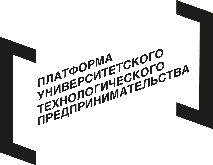 ПЛАТФОРМА
УНИВЕРСИТЕТСКОГО
ТЕХНОЛОГИЧЕСКОГО
ПРЕДПРИНИМАТЕЛЬСТВА